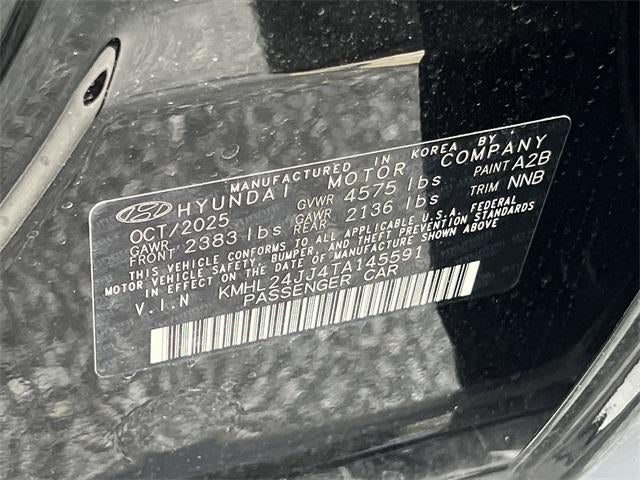 MANUFACTURED IN KOREA BY
HYUNDAI MOTOR COMPANY
OCT/2025 GVWR 4575 lbs PAINT A2B
GAWR FRONT 2383 lbs GAWR REAR 2136 lbs TRIM NNB
THIS VEHICLE CONFORMS TO ALL APPLICABLE U.S.A. FEDERAL
MOTOR VEHICLE SAFETY, BUMPER, AND THEFT PREVENTION STANDARDS
IN EFFECT ON THE DATE OF MANUFACTURE SHOWN ABOVE
V.I.N KMHL24JJ4TA145591
PASSENGER CAR